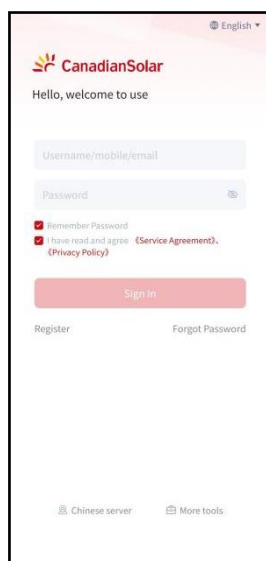 English
CanadianSolar
Hello, welcome to use
Username/mobile/email
Password
Remember Password
I have read and agree 《Service Agreement》、
《Privacy Policy》
Sign In
Register Forgot Password
Chinese server More tools